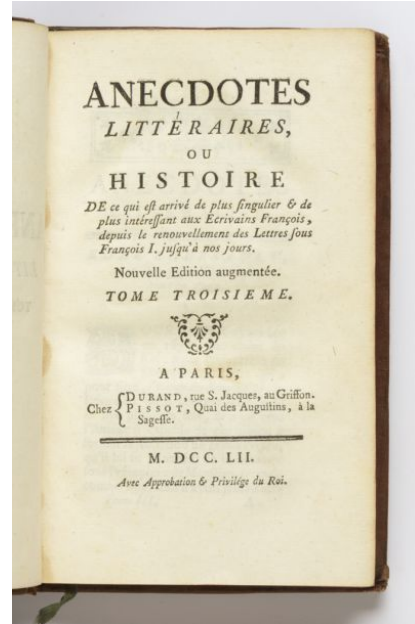 ANECDOTES
LITTÉRAIRES,
OU
HISTOIRE
DE ce qui eſt arrivé de plus ſingulier & de
plus intéreſſant aux Ecrivains François,
depuis le renouvellement des Lettres ſous
François I. juſqu'à nos jours.
Nouvelle Edition augmentée.
TOME TROISIEME.
A PARIS,
Chez { DURAND, rue S. Jacques, au Griffon.
PISSOT, Quai des Auguſtins, à la
Sageſſe.
M. DCC. LII.
Avec Approbation & Privilége du Roi.